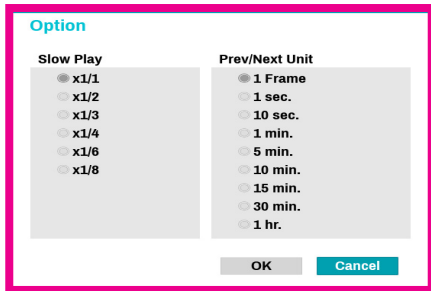 Option
Slow Play
x1/1
x1/2
x1/3
x1/4
x1/6
x1/8
Prev/Next Unit
1 Frame
1 sec.
10 sec.
1 min.
5 min.
10 min.
15 min.
30 min.
1 hr.
OK
Cancel